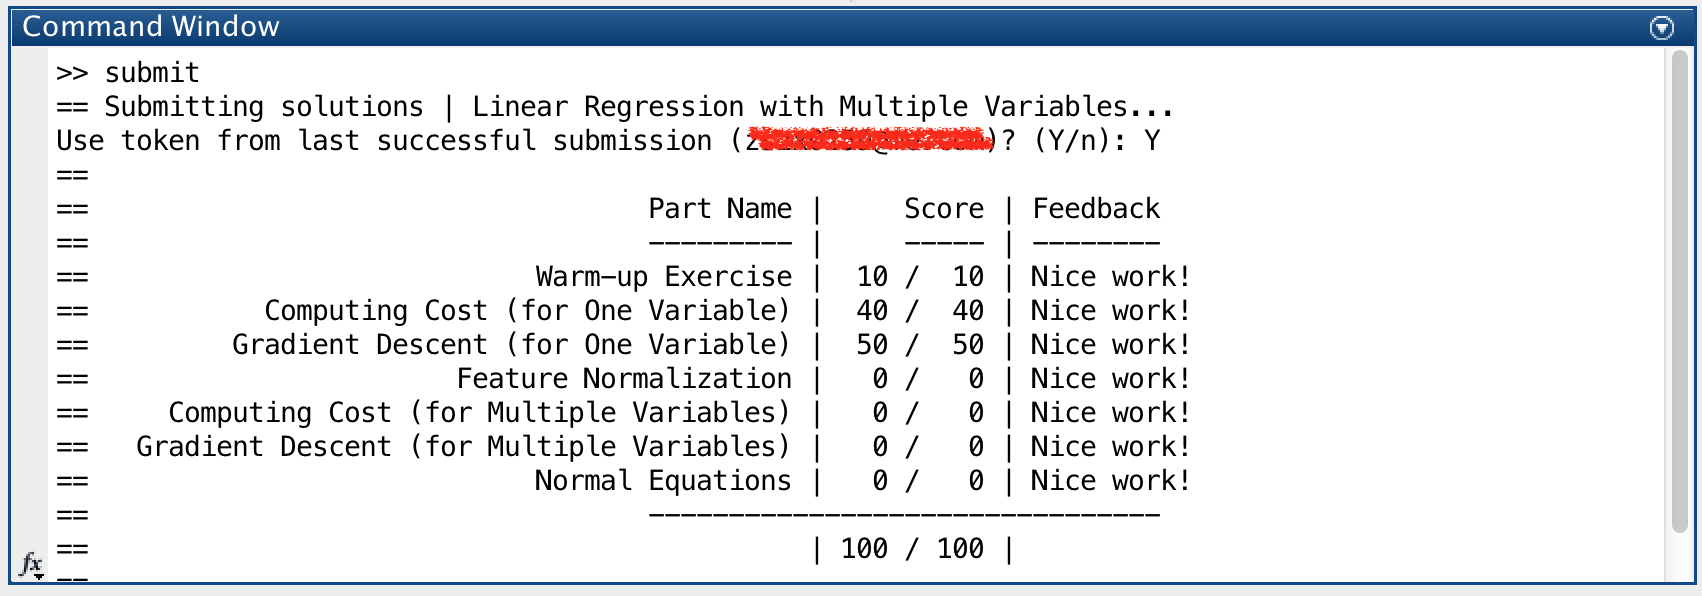 Command Window
>> submit
== Submitting solutions | Linear Regression with Multiple Variables...
Use token from last successful submission ( )? (Y/n): Y
==
== Part Name | Score | Feedback
== --------- | ----- | --------
== Warm-up Exercise | 10 / 10 | Nice work!
== Computing Cost (for One Variable) | 40 / 40 | Nice work!
== Gradient Descent (for One Variable) | 50 / 50 | Nice work!
== Feature Normalization | 0 / 0 | Nice work!
== Computing Cost (for Multiple Variables) | 0 / 0 | Nice work!
== Gradient Descent (for Multiple Variables) | 0 / 0 | Nice work!
== Normal Equations | 0 / 0 | Nice work!
== --------------------------------
== | 100 / 100 |
==
fx